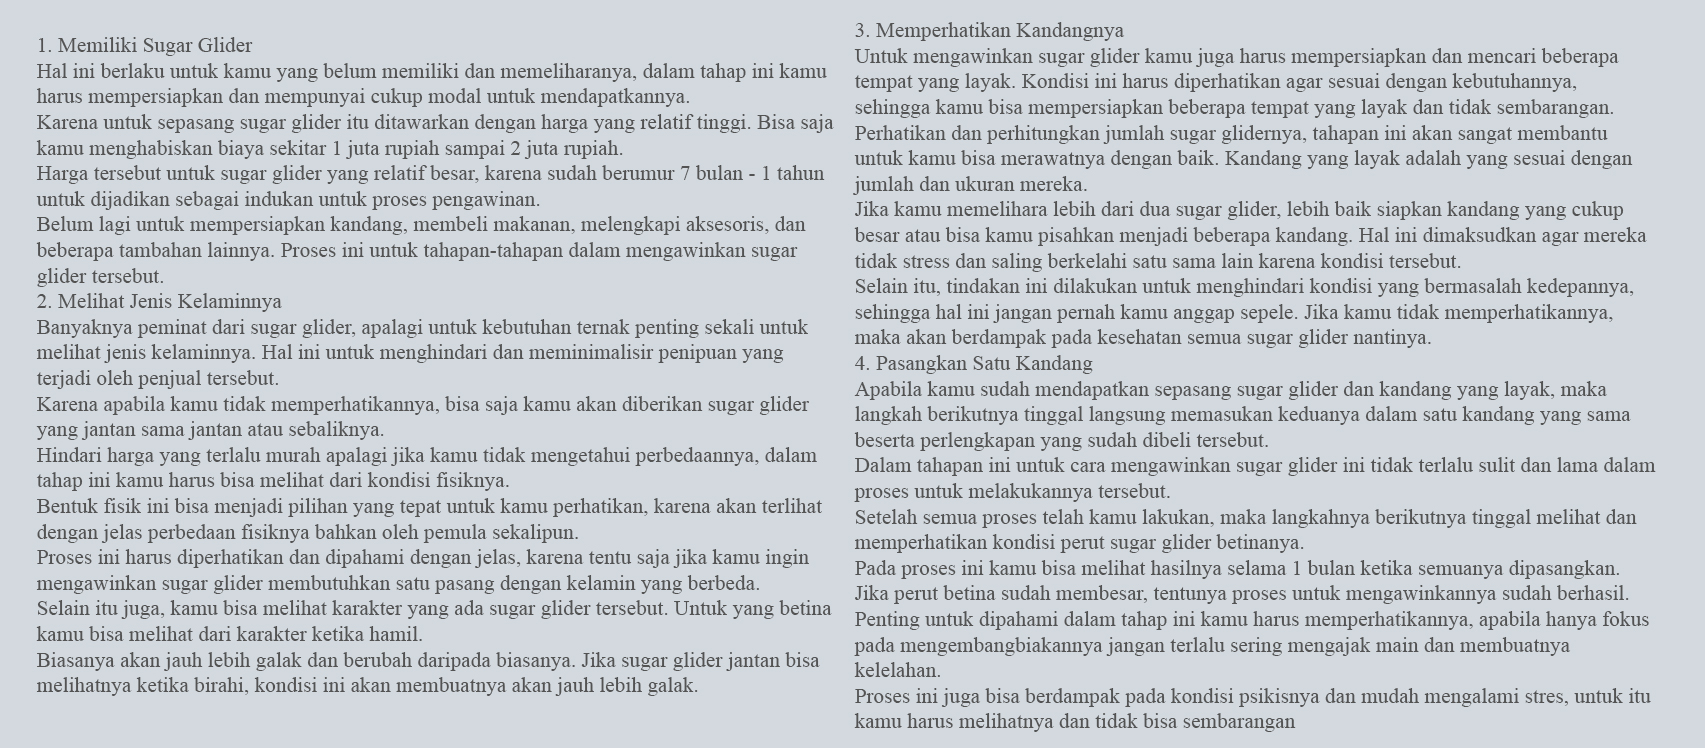 1. Memiliki Sugar Glider
Hal ini berlaku untuk kamu yang belum memiliki dan memeliharanya, dalam tahap ini kamu
harus mempersiapkan dan mempunyai cukup modal untuk mendapatkannya.
Karena untuk sepasang sugar glider itu ditawarkan dengan harga yang relatif tinggi. Bisa saja
kamu menghabiskan biaya sekitar 1 juta rupiah sampai 2 juta rupiah.
Harga tersebut untuk sugar glider yang relatif besar, karena sudah berumur 7 bulan - 1 tahun
untuk dijadikan sebagai indukan untuk proses pengawinan.
Belum lagi untuk mempersiapkan kandang, membeli makanan, melengkapi aksesoris, dan
beberapa tambahan lainnya. Proses ini untuk tahapan-tahapan dalam mengawinkan sugar
glider tersebut.
2. Melihat Jenis Kelaminnya
Banyaknya peminat dari sugar glider, apalagi untuk kebutuhan ternak penting sekali untuk
melihat jenis kelaminnya. Hal ini untuk menghindari dan meminimalisir penipuan yang
terjadi oleh penjual tersebut.
Karena apabila kamu tidak memperhatikannya, bisa saja kamu akan diberikan sugar glider
yang jantan sama jantan atau sebaliknya.
Hindari harga yang terlalu murah apalagi jika kamu tidak mengetahui perbedaannya, dalam
tahap ini kamu harus bisa melihat dari kondisi fisiknya.
Bentuk fisik ini bisa menjadi pilihan yang tepat untuk kamu perhatikan, karena akan terlihat
dengan jelas perbedaan fisiknya bahkan oleh pemula sekalipun.
Proses ini harus diperhatikan dan dipahami dengan jelas, karena tentu saja jika kamu ingin
mengawinkan sugar glider membutuhkan satu pasang dengan kelamin yang berbeda.
Selain itu juga, kamu bisa melihat karakter yang ada sugar glider tersebut. Untuk yang betina
kamu bisa melihat dari karakter ketika hamil.
Biasanya akan jauh lebih galak dan berubah daripada biasanya. Jika sugar glider jantan bisa
melihatnya ketika birahi, kondisi ini akan membuatnya akan jauh lebih galak.
3. Memperhatikan Kandangnya
Untuk mengawinkan sugar glider kamu juga harus mempersiapkan dan mencari beberapa
tempat yang layak. Kondisi ini harus diperhatikan agar sesuai dengan kebutuhannya,
sehingga kamu bisa mempersiapkan beberapa tempat yang layak dan tidak sembarangan.
Perhatikan dan perhitungkan jumlah sugar glidernya, tahapan ini akan sangat membantu
untuk kamu bisa merawatnya dengan baik. Kandang yang layak adalah yang sesuai dengan
jumlah dan ukuran mereka.
Jika kamu memelihara lebih dari dua sugar glider, lebih baik siapkan kandang yang cukup
besar atau bisa kamu pisahkan menjadi beberapa kandang. Hal ini dimaksudkan agar mereka
tidak stress dan saling berkelahi satu sama lain karena kondisi tersebut.
Selain itu, tindakan ini dilakukan untuk menghindari kondisi yang bermasalah kedepannya,
sehingga hal ini jangan pernah kamu anggap sepele. Jika kamu tidak memperhatikannya,
maka akan berdampak pada kesehatan semua sugar glider nantinya.
4. Pasangkan Satu Kandang
Apabila kamu sudah mendapatkan sepasang sugar glider dan kandang yang layak, maka
langkah berikutnya tinggal langsung memasukan keduanya dalam satu kandang yang sama
beserta perlengkapan yang sudah dibeli tersebut.
Dalam tahapan ini untuk cara mengawinkan sugar glider ini tidak terlalu sulit dan lama dalam
proses untuk melakukannya tersebut.
Setelah semua proses telah kamu lakukan, maka langkahnya berikutnya tinggal melihat dan
memperhatikan kondisi perut sugar glider betinanya.
Pada proses ini kamu bisa melihat hasilnya selama 1 bulan ketika semuanya dipasangkan.
Jika perut betina sudah membesar, tentunya proses untuk mengawinkannya sudah berhasil.
Penting untuk dipahami dalam tahap ini kamu harus memperhatikannya, apabila hanya fokus
pada mengembangbiakannya jangan terlalu sering mengajak main dan membuatnya
kelelahan.
Proses ini juga bisa berdampak pada kondisi psikisnya dan mudah mengalami stres, untuk itu
kamu harus melihatnya dan tidak bisa sembarangan